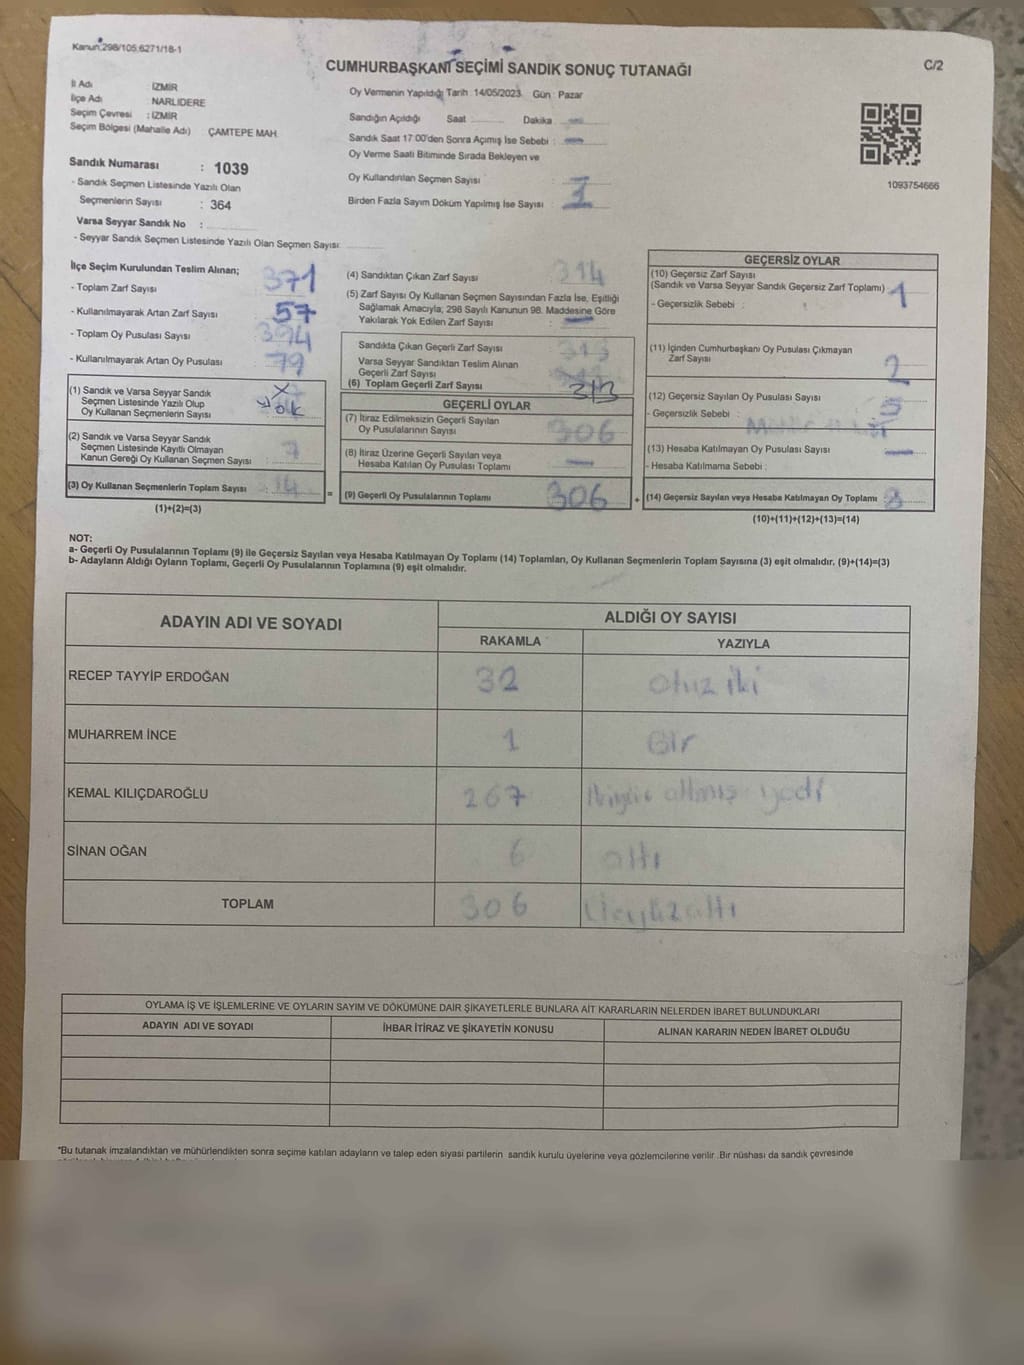 Kanun:298/105;6271/18-1
CUMHURBAŞKANI SEÇİMİ SANDIK SONUÇ TUTANAĞI
C/2
İl Adı İZMİR
İlçe Adı NARLIDERE
Seçim Çevresi : İZMİR
Seçim Bölgesi (Mahalle Adı) ÇAMTEPE MAH.
Oy Vermenin Yapıldığı Tarih :14/05/2023 Gün : Pazar
Sandığın Açıldığı Saat Dakika
Sandık Saat 17:00'den Sonra Açımış İse Sebebi :
Oy Verme Saati Bitiminde Sırada Bekleyen ve
Oy Kullandırılan Seçmen Sayısı
Birden Fazla Sayım Döküm Yapılmış İse Sayısı :
1093754666
Sandık Numarası : 1039
- Sandık Seçmen Listesinde Yazılı Olan
Seçmenlerin Sayısı : 364
Varsa Seyyar Sandık No :
- Seyyar Sandık Seçmen Listesinde Yazılı Olan Seçmen Sayısı:
İlçe Seçim Kurulundan Teslim Alınan;
- Toplam Zarf Sayısı 371
- Kullanılmayarak Artan Zarf Sayısı : 57
- Toplam Oy Pusulası Sayısı :
- Kullanılmayarak Artan Oy Pusulası : 79
(1) Sandık ve Varsa Seyyar Sandık
Seçmen Listesinde Yazılı Olup
Oy Kullanan Seçmenlerin Sayısı
(2) Sandık ve Varsa Seyyar Sandık
Seçmen Listesinde Kayıtlı Olmayan
Kanun Gereği Oy Kullanan Seçmen Sayısı : 7
(3) Oy Kullanan Seçmenlerin Toplam Sayısı :
(1)+(2)=(3)
(4) Sandıktan Çıkan Zarf Sayısı 314
(5) Zarf Sayısı Oy Kullanan Seçmen Sayısından Fazla İse, Eşitliği
Sağlamak Amacıyla; 298 Sayılı Kanunun 98. Maddesine Göre
Yakılarak Yok Edilen Zarf Sayısı :
Sandıkta Çıkan Geçerli Zarf Sayısı 313
Varsa Seyyar Sandıktan Teslim Alınan
Geçerli Zarf Sayısı
(6) Toplam Geçerli Zarf Sayısı 313
GEÇERLİ OYLAR
(7) İtiraz Edilmeksizin Geçerli Sayılan
Oy Pusulalarının Sayısı 306
(8) İtiraz Üzerine Geçerli Sayılan veya
Hesaba Katılan Oy Pusulası Toplamı
= (9) Geçerli Oy Pusulalarının Toplamı 306 +
GEÇERSİZ OYLAR
(10) Geçersiz Zarf Sayısı
(Sandık ve Varsa Seyyar Sandık Geçersiz Zarf Toplamı) : 1
- Geçersizlik Sebebi :
(11) İçinden Cumhurbaşkanı Oy Pusulası Çıkmayan
Zarf Sayısı 2
(12) Geçersiz Sayılan Oy Pusulası Sayısı 5
- Geçersizlik Sebebi :
(13) Hesaba Katılmayan Oy Pusulası Sayısı
- Hesaba Katılmama Sebebi :
(14) Geçersiz Sayılan veya Hesaba Katılmayan Oy Toplamı 8
(10)+(11)+(12)+(13)=(14)
NOT:
a- Geçerli Oy Pusulalarının Toplamı (9) ile Geçersiz Sayılan veya Hesaba Katılmayan Oy Toplamı (14) Toplamları, Oy Kullanan Seçmenlerin Toplam Sayısına (3) eşit olmalıdır. (9)+(14)=(3)
b- Adayların Aldığı Oyların Toplamı, Geçerli Oy Pusulalarının Toplamına (9) eşit olmalıdır.
ADAYIN ADI VE SOYADI
ALDIĞI OY SAYISI
RAKAMLA YAZIYLA
RECEP TAYYİP ERDOĞAN 32 otuz iki
MUHARREM İNCE 1 Bir
KEMAL KILIÇDAROĞLU 267 altmış yedi
SİNAN OĞAN 6 altı
TOPLAM 306 Üçyüzaltı
OYLAMA İŞ VE İŞLEMLERİNE VE OYLARIN SAYIM VE DÖKÜMÜNE DAİR ŞİKAYETLERLE BUNLARA AİT KARARLARIN NELERDEN İBARET BULUNDUKLARI
ADAYIN ADI VE SOYADI İHBAR İTİRAZ VE ŞİKAYETİN KONUSU ALINAN KARARIN NEDEN İBARET OLDUĞU
*Bu tutanak imzalandıktan ve mühürlendikten sonra seçime katılan adayların ve talep eden siyasi partilerin sandık kurulu üyelerine veya gözlemcilerine verilir .Bir nüshası da sandık çevresinde